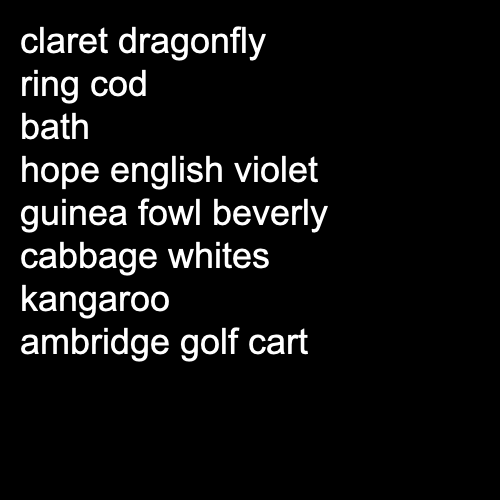 claret dragonfly
ring cod
bath
hope english violet
guinea fowl beverly
cabbage whites
kangaroo
ambridge golf cart